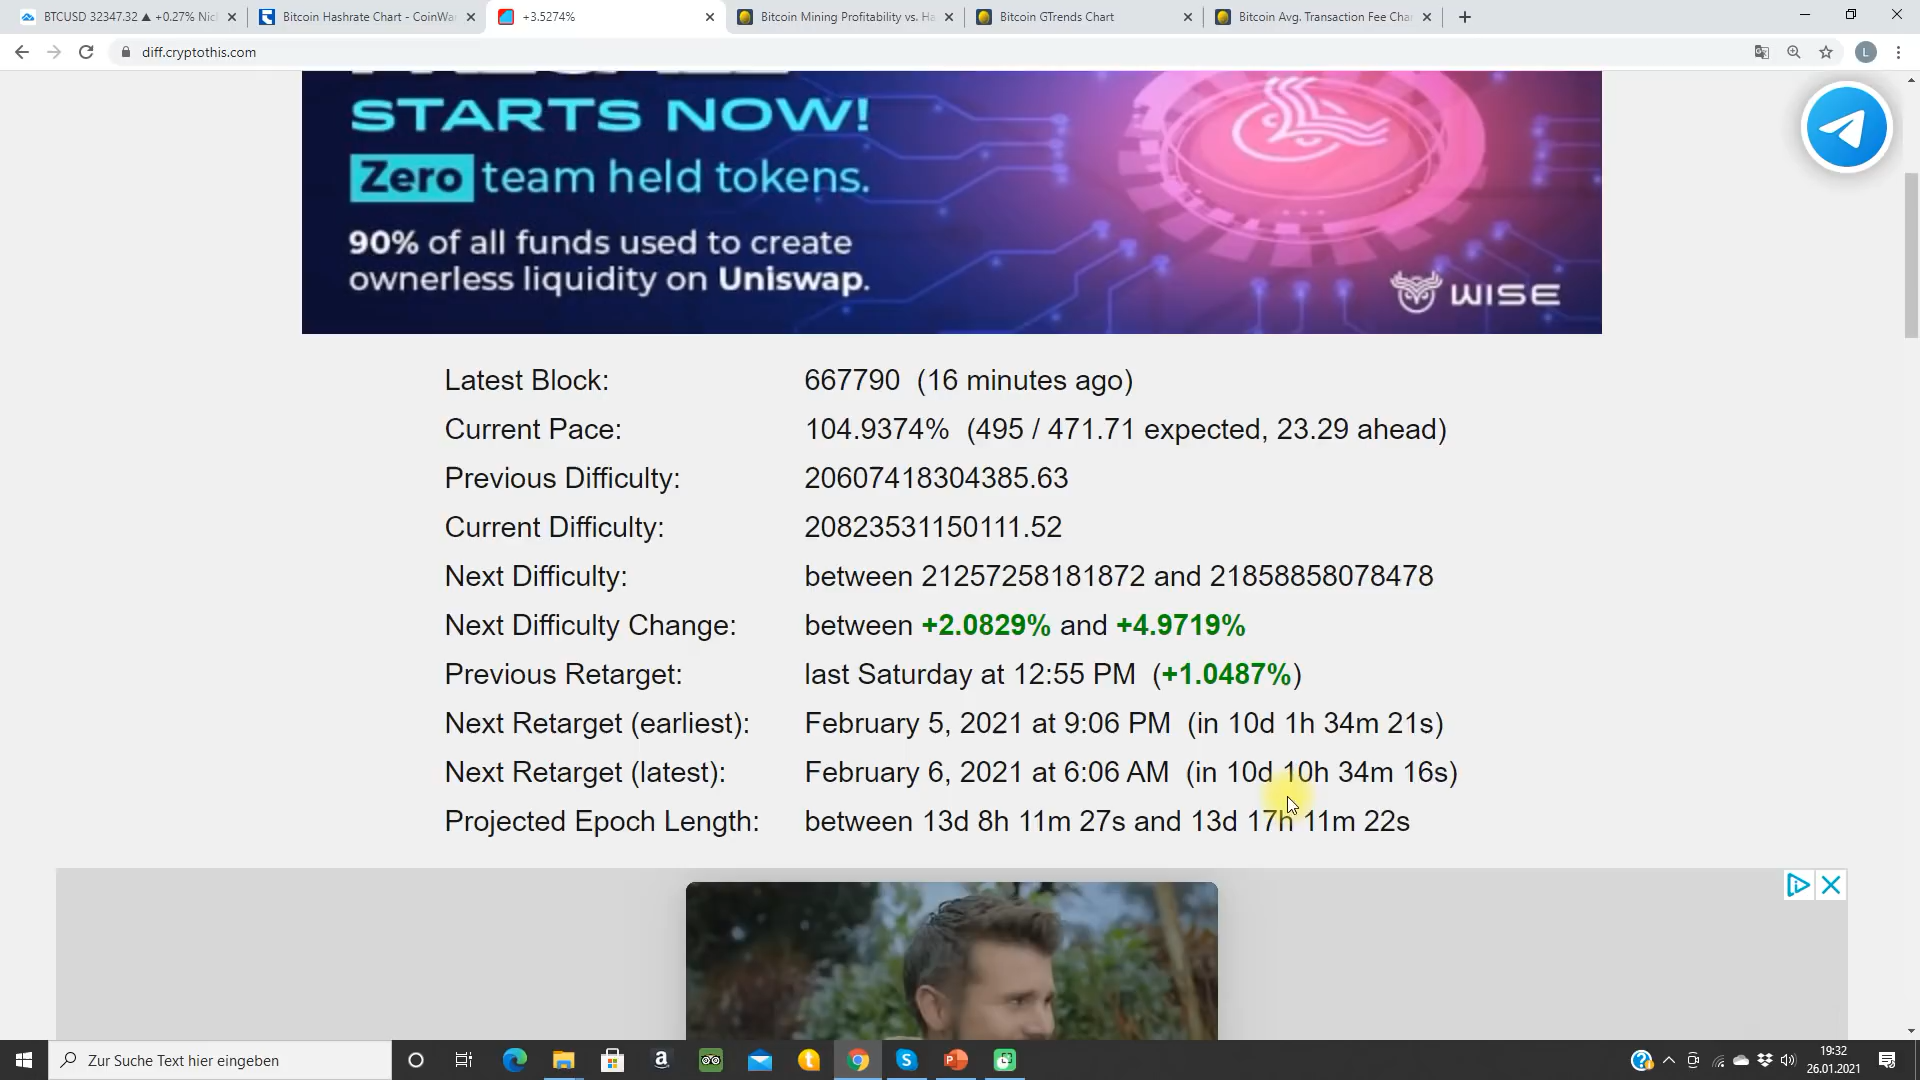 BTCUSD 32347.32 ▲ +0.27% Nic
Bitcoin Hashrate Chart - CoinWa
+3.5274%
Bitcoin Mining Profitability vs. Ha
Bitcoin GTrends Chart
Bitcoin Avg. Transaction Fee Cha
diff.cryptothis.com
L
STARTS NOW!
Zero team held tokens.
90% of all funds used to create
ownerless liquidity on Uniswap.
WISE
Latest Block: 667790 (16 minutes ago)
Current Pace: 104.9374% (495 / 471.71 expected, 23.29 ahead)
Previous Difficulty: 20607418304385.63
Current Difficulty: 20823531150111.52
Next Difficulty: between 21257258181872 and 21858858078478
Next Difficulty Change: between +2.0829% and +4.9719%
Previous Retarget: last Saturday at 12:55 PM (+1.0487%)
Next Retarget (earliest): February 5, 2021 at 9:06 PM (in 10d 1h 34m 21s)
Next Retarget (latest): February 6, 2021 at 6:06 AM (in 10d 10h 34m 16s)
Projected Epoch Length: between 13d 8h 11m 27s and 13d 17h 11m 22s
Zur Suche Text hier eingeben
19:32
26.01.2021